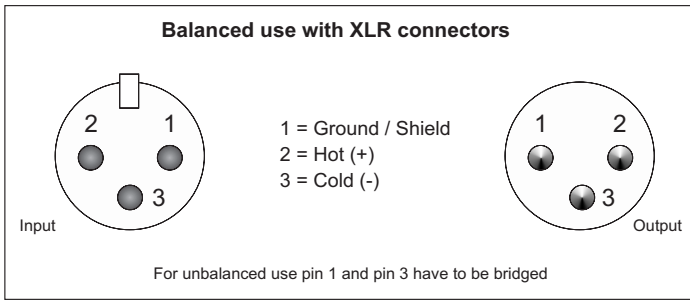 Balanced use with XLR connectors
2 1
3
Input
1 = Ground / Shield
2 = Hot (+)
3 = Cold (-)
1 2
3
Output
For unbalanced use pin 1 and pin 3 have to be bridged